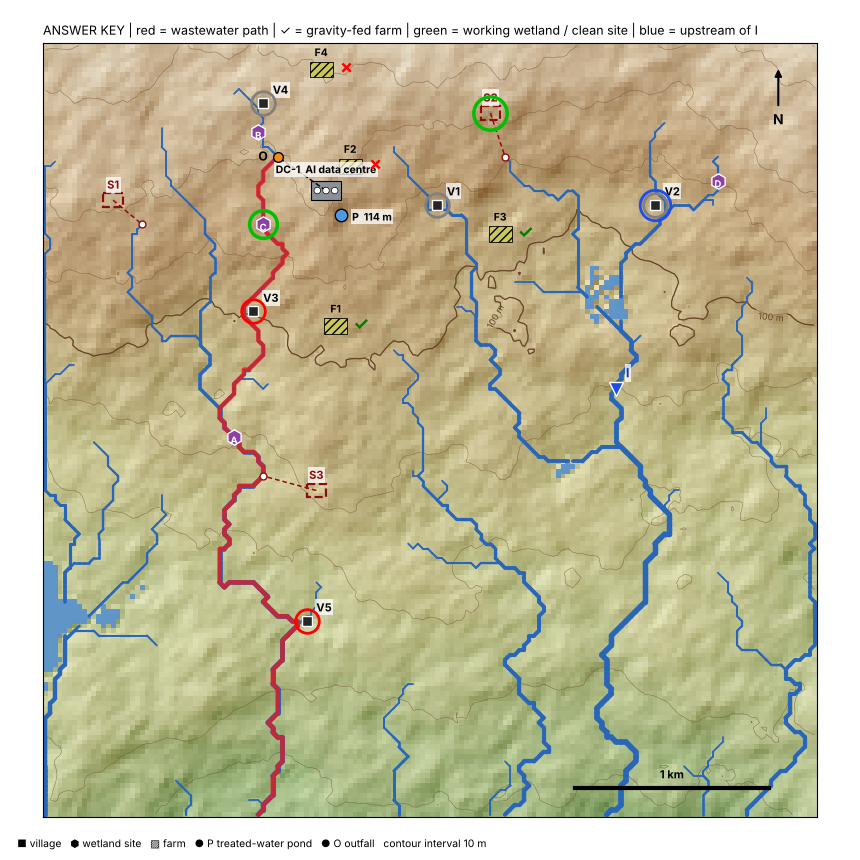 ANSWER KEY | red = wastewater path | ✓ = gravity-fed farm | green = working wetland / clean site | blue = upstream of I
F4
V4
S2
N
B
O
F2
DC-1 AI data centre
S1
D
V1
V2
P 114 m
C
F3
V3
F1
100 m
100 m
I
A
S3
V5
1 km
village
wetland site
farm
P treated-water pond
O outfall
contour interval 10 m